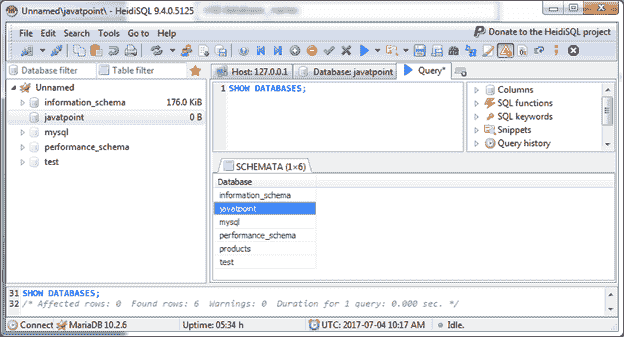 Unnamed\javatpoint\ - HeidiSQL 9.4.0.5125
File Edit Search Tools Go to Help
Donate to the HeidiSQL project
Database filter Table filter
Host: 127.0.0.1 Database: javatpoint Query*
Unnamed
information_schema 176.0 KiB
javatpoint 0 B
mysql
performance_schema
test
1 SHOW DATABASES;
Columns
SQL functions
SQL keywords
Snippets
Query history
SCHEMATA (1×6)
Database
information_schema
javatpoint
mysql
performance_schema
products
test
31 SHOW DATABASES;
32 /* Affected rows: 0 Found rows: 6 Warnings: 0 Duration for 1 query: 0.000 sec. */
Connect MariaDB 10.2.6 Uptime: 05:34 h UTC: 2017-07-04 10:17 AM Idle.